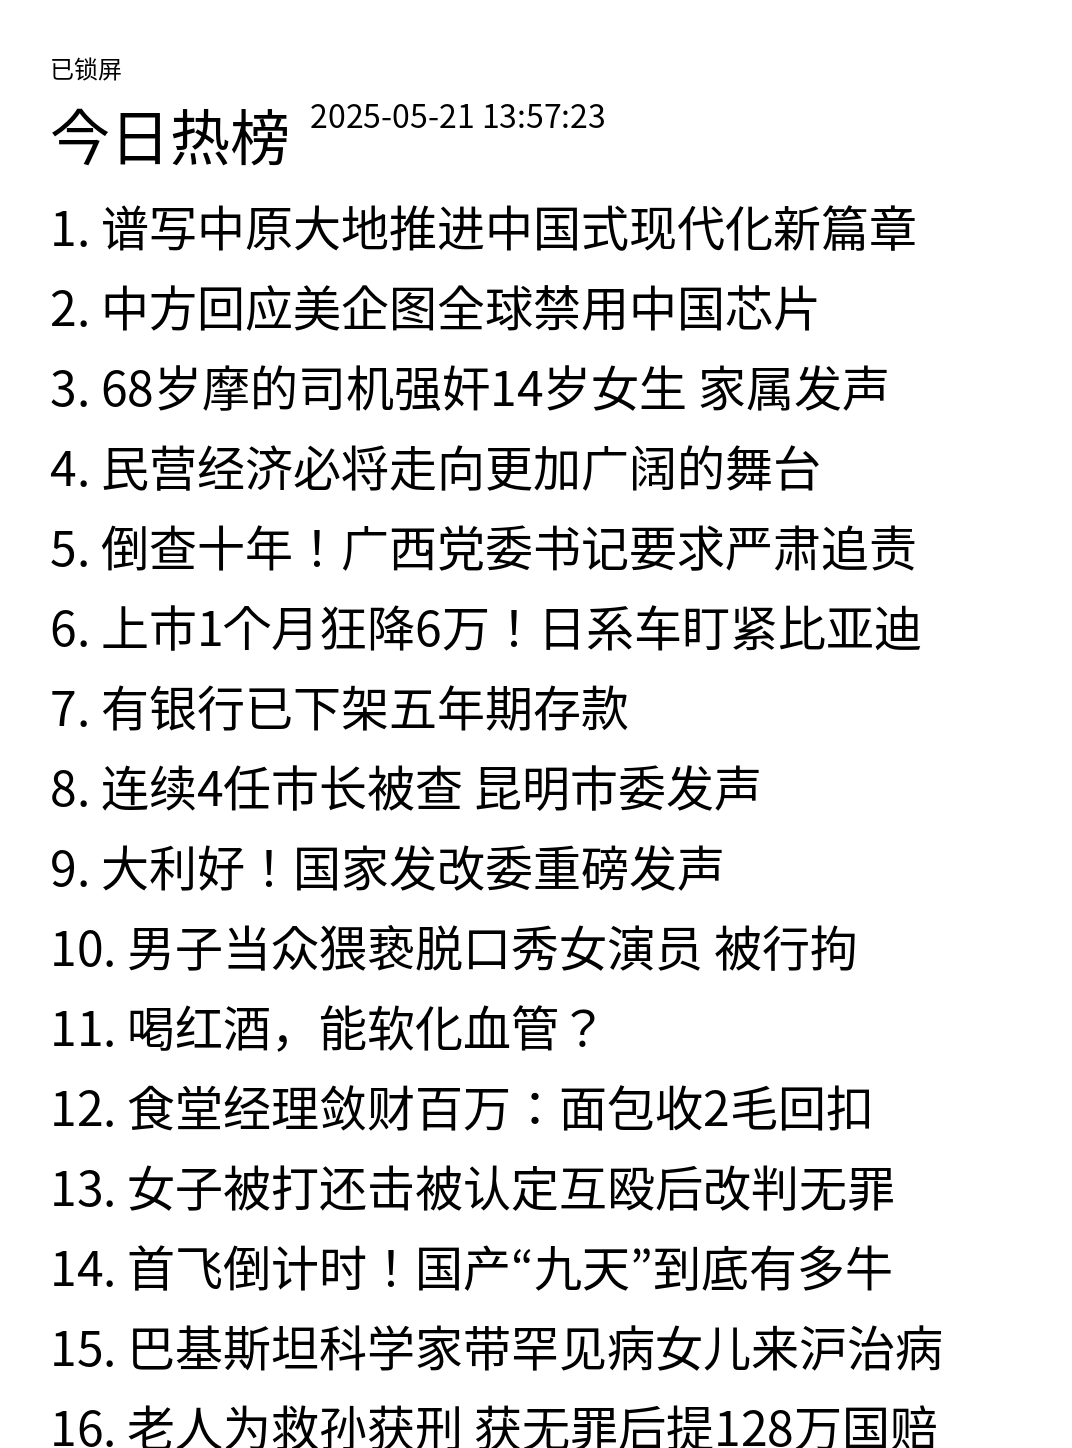 已锁屏
今日热榜 2025-05-21 13:57:23
1. 谱写中原大地推进中国式现代化新篇章
2. 中方回应美企图全球禁用中国芯片
3. 68岁摩的司机强奸14岁女生 家属发声
4. 民营经济必将走向更加广阔的舞台
5. 倒查十年！广西党委书记要求严肃追责
6. 上市1个月狂降6万！日系车盯紧比亚迪
7. 有银行已下架五年期存款
8. 连续4任市长被查 昆明市委发声
9. 大利好！国家发改委重磅发声
10. 男子当众猥亵脱口秀女演员 被行拘
11. 喝红酒，能软化血管？
12. 食堂经理敛财百万：面包收2毛回扣
13. 女子被打还击被认定互殴后改判无罪
14. 首飞倒计时！国产“九天”到底有多牛
15. 巴基斯坦科学家带罕见病女儿来沪治病
16. 老人为救孙获刑 获无罪后提128万国赔